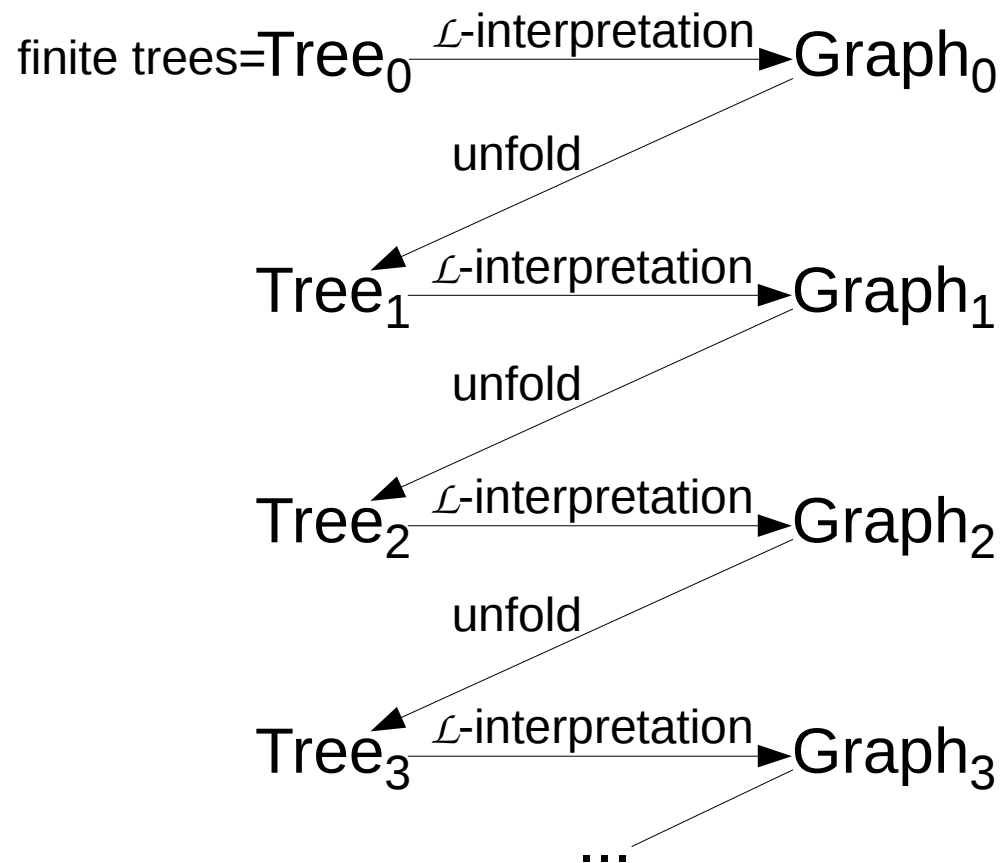 finite trees=Tree₀ ℒ-interpretation Graph₀
unfold
Tree₁ ℒ-interpretation Graph₁
unfold
Tree₂ ℒ-interpretation Graph₂
unfold
Tree₃ ℒ-interpretation Graph₃
...